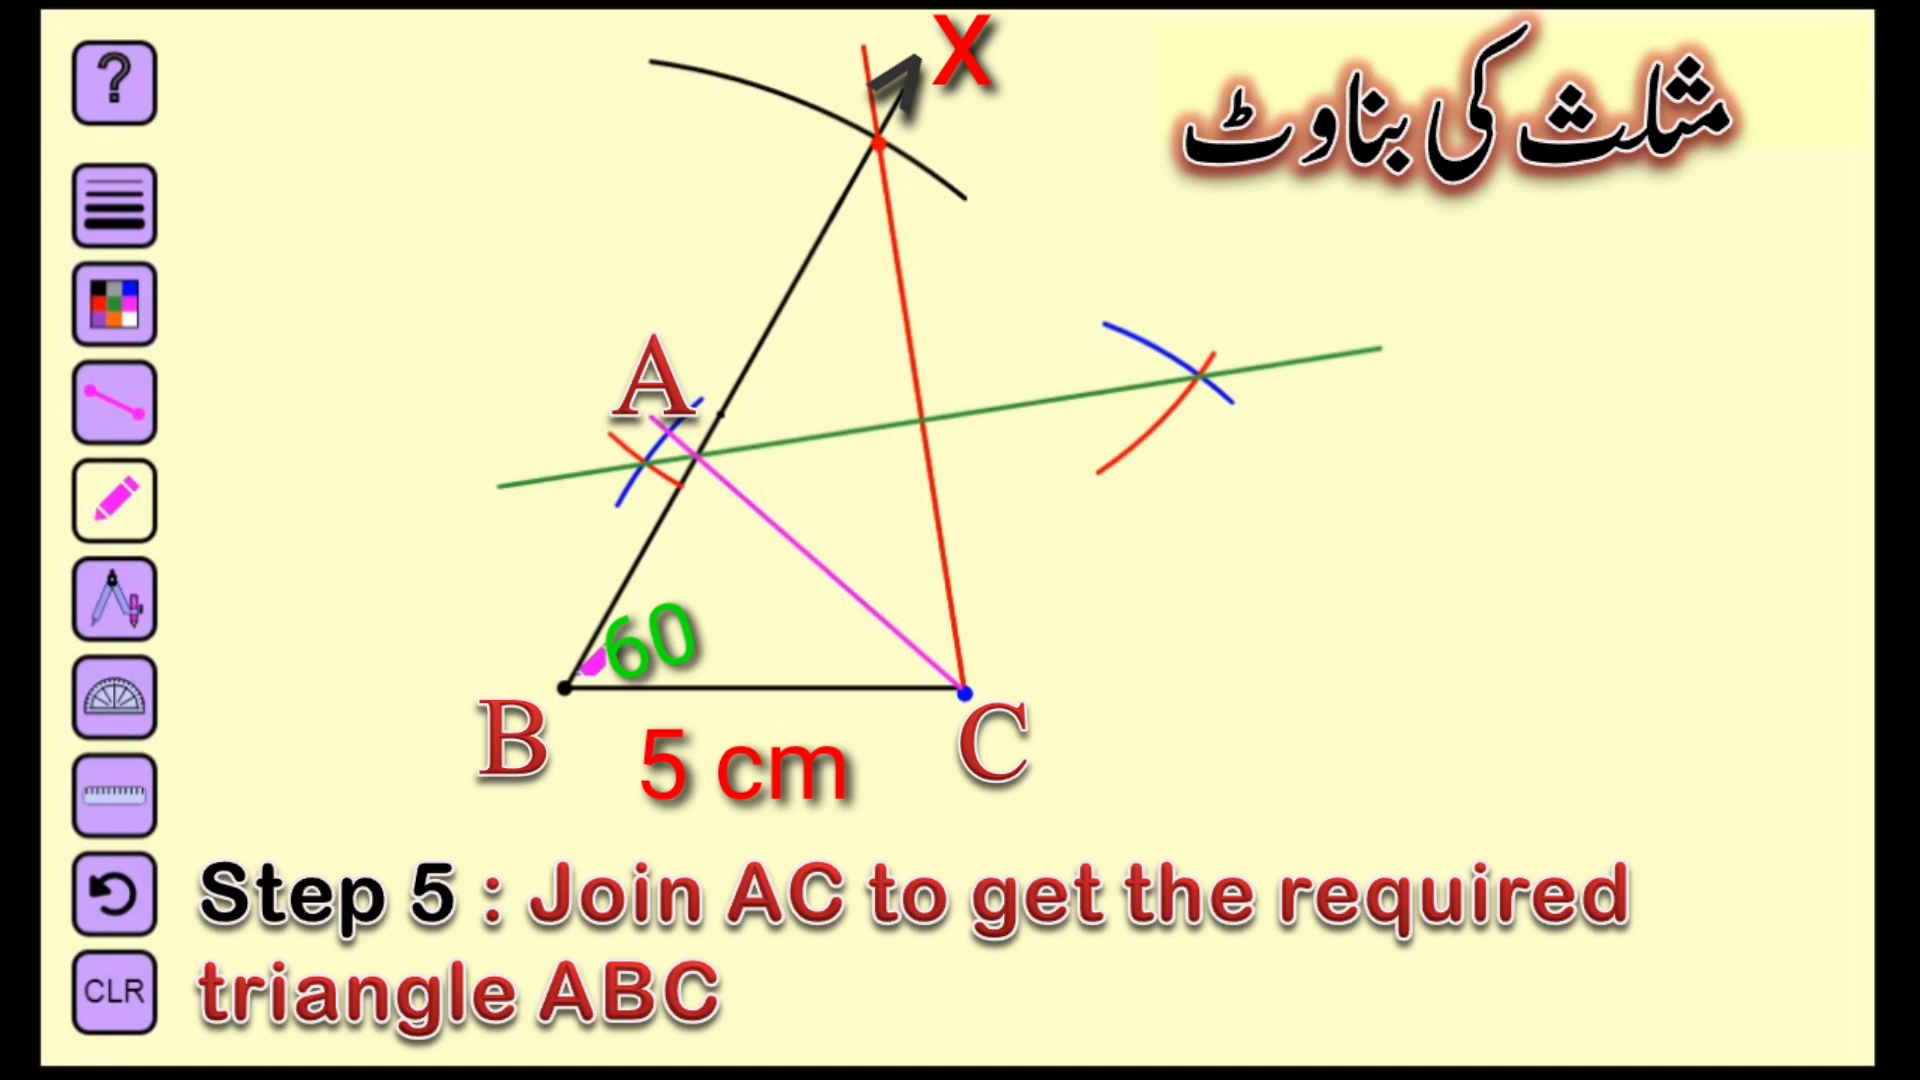 ?
X
مثلث کی بناوٹ
A
60
B
C
5 cm
Step 5 : Join AC to get the required
triangle ABC
CLR